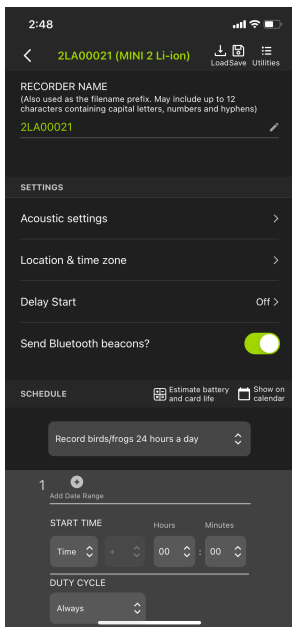 2:48
2LA00021 (MINI 2 Li-ion)
Load Save Utilities
RECORDER NAME
(Also used as the filename prefix. May include up to 12
characters containing capital letters, numbers and hyphens)
2LA00021
SETTINGS
Acoustic settings
Location & time zone
Delay Start Off
Send Bluetooth beacons?
SCHEDULE
Estimate battery
and card life
Show on
calendar
Record birds/frogs 24 hours a day
1
Add Date Range
START TIME Hours Minutes
Time + 00 : 00
DUTY CYCLE
Always